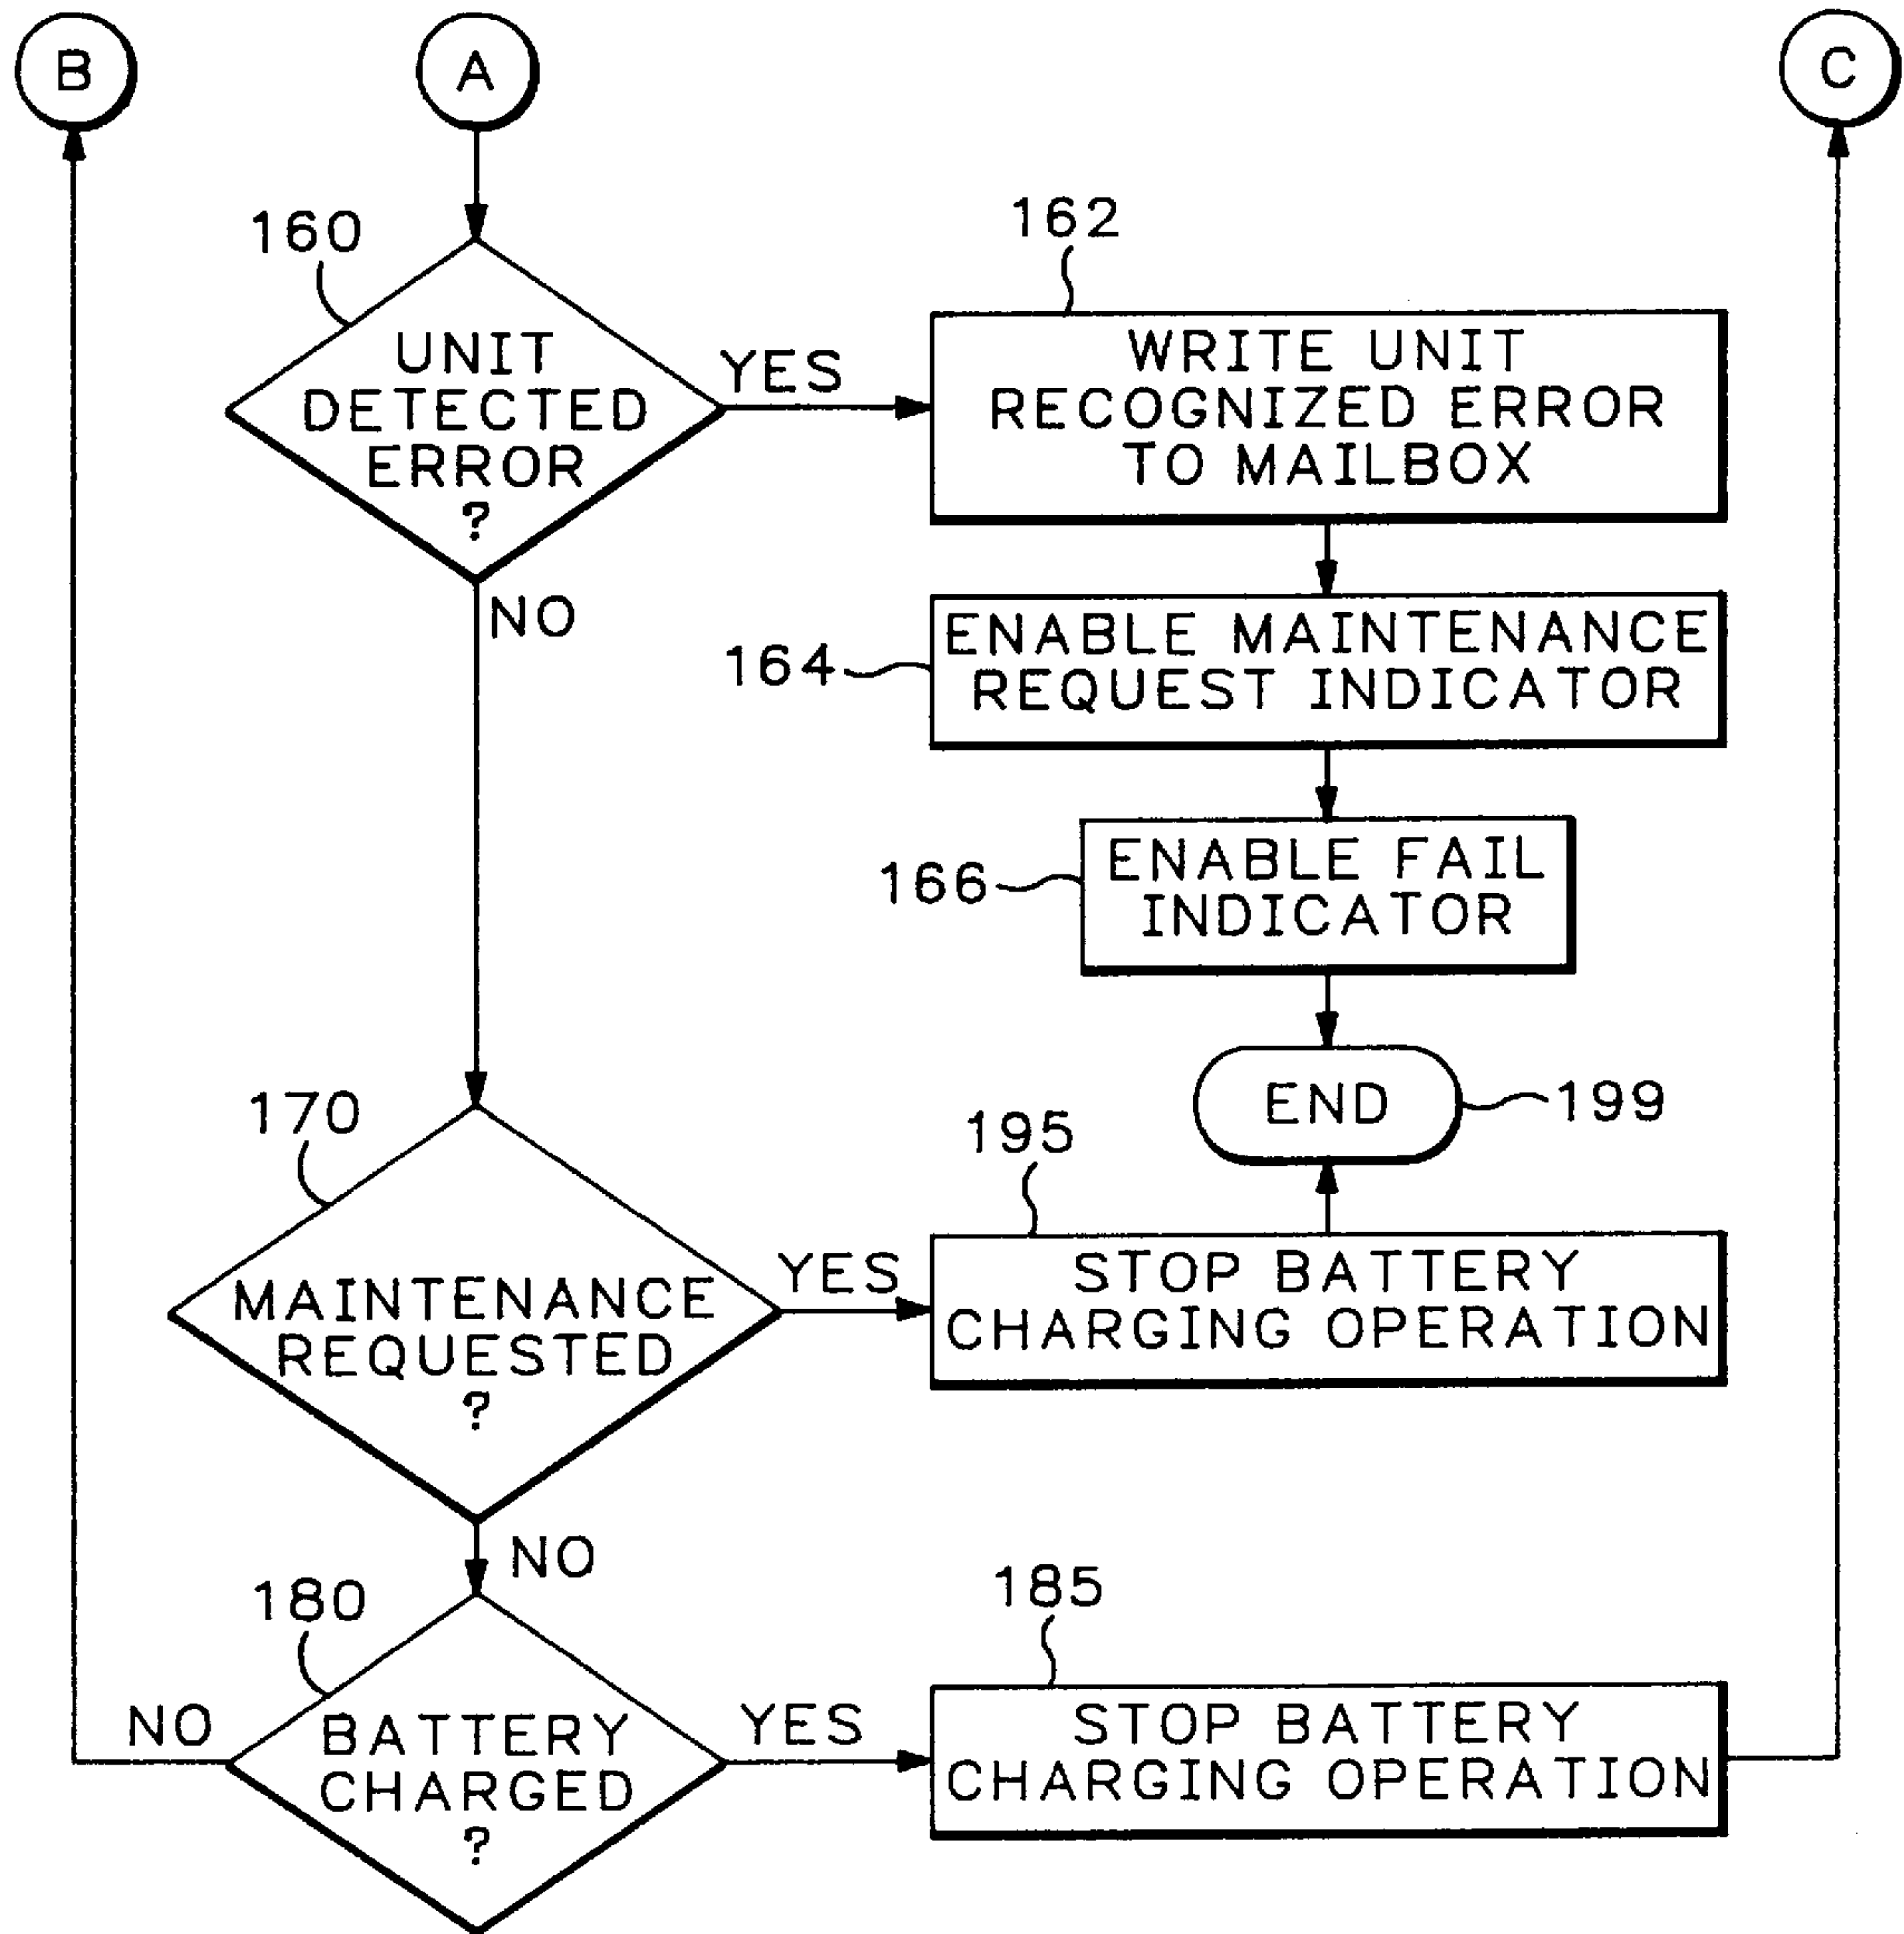 B
A
C
160
UNIT
DETECTED
ERROR
?
YES
NO
162
WRITE UNIT
RECOGNIZED ERROR
TO MAILBOX
164
ENABLE MAINTENANCE
REQUEST INDICATOR
166
ENABLE FAIL
INDICATOR
END
199
170
MAINTENANCE
REQUESTED
?
YES
NO
195
STOP BATTERY
CHARGING OPERATION
180
BATTERY
CHARGED
?
NO
YES
185
STOP BATTERY
CHARGING OPERATION